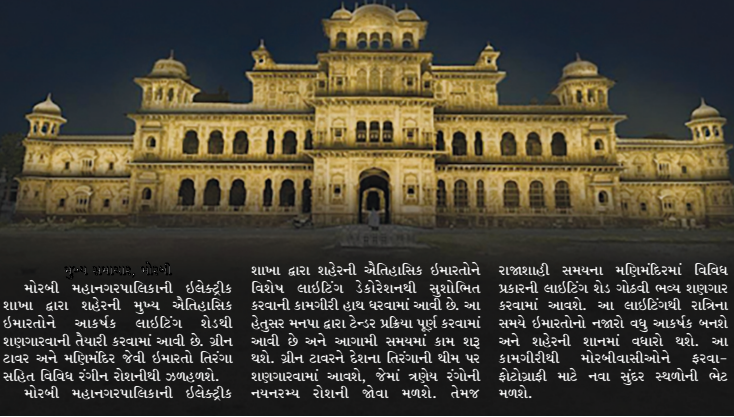 મોરબી મહાનગરપાલિકાની ઇલેક્ટ્રીક
શાખા દ્વારા શહેરની મુખ્ય ઐતિહાસિક
ઇમારતોને આકર્ષક લાઇટિંગ શેડથી
શણગારવાની તૈયારી કરવામાં આવી છે. ગ્રીન
ટાવર અને મણિમંદિર જેવી ઇમારતો તિરંગા
સહિત વિવિધ રંગીન રોશનીથી ઝળહળશે.
મોરબી મહાનગરપાલિકાની ઇલેક્ટ્રીક
શાખા દ્વારા શહેરની ઐતિહાસિક ઇમારતોને
વિશેષ લાઇટિંગ ડેકોરેશનથી સુશોભિત
કરવાની કામગીરી હાથ ધરવામાં આવી છે. આ
હેતુસર મનપા દ્વારા ટેન્ડર પ્રક્રિયા પૂર્ણ કરવામાં
આવી છે અને આગામી સમયમાં કામ શરૂ
થશે. ગ્રીન ટાવરને દેશના તિરંગાની થીમ પર
શણગારવામાં આવશે, જેમાં ત્રણેય રંગોની
નયનરમ્ય રોશની જોવા મળશે. તેમજ
રાજાશાહી સમયના મણિમંદિરમાં વિવિધ
પ્રકારની લાઇટિંગ શેડ ગોઠવી ભવ્ય શણગાર
કરવામાં આવશે. આ લાઇટિંગથી રાત્રિના
સમયે ઇમારતોનો નજારો વધુ આકર્ષક બનશે
અને શહેરની શાનમાં વધારો થશે. આ
કામગીરીથી મોરબીવાસીઓને ફરવા-
ફોટોગ્રાફી માટે નવા સુંદર સ્થળોની ભેટ
મળશે.